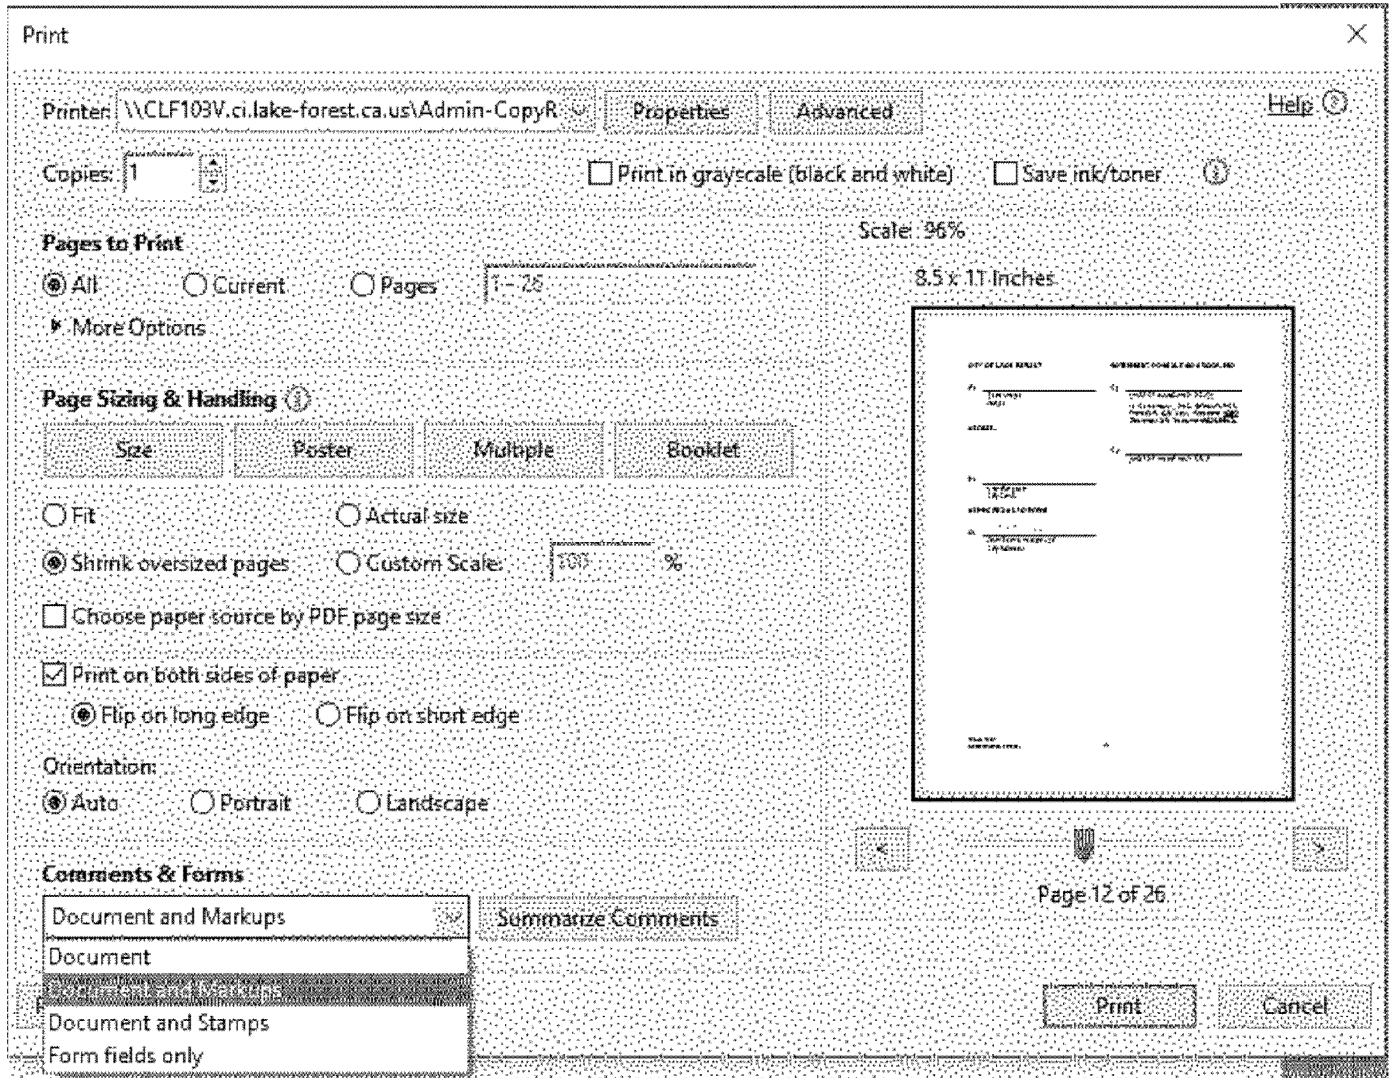 Print
Printer: \\CLF103V.ci.lake-forest.ca.us\Admin-CopyR Properties Advanced Help
Copies: 1 Print in grayscale (black and white) Save ink/toner
Pages to Print
All Current Pages 1 - 26
More Options
Scale: 96%
8.5 x 11 Inches
Page Sizing & Handling
Size Poster Multiple Booklet
Fit Actual size
Shrink oversized pages Custom Scale: 100 %
Choose paper source by PDF page size
Print on both sides of paper
Flip on long edge Flip on short edge
Orientation:
Auto Portrait Landscape
Comments & Forms
Document and Markups Summarize Comments
Document
Document and Markups
Document and Stamps
Form fields only
<
>
Page 12 of 26
Print Cancel